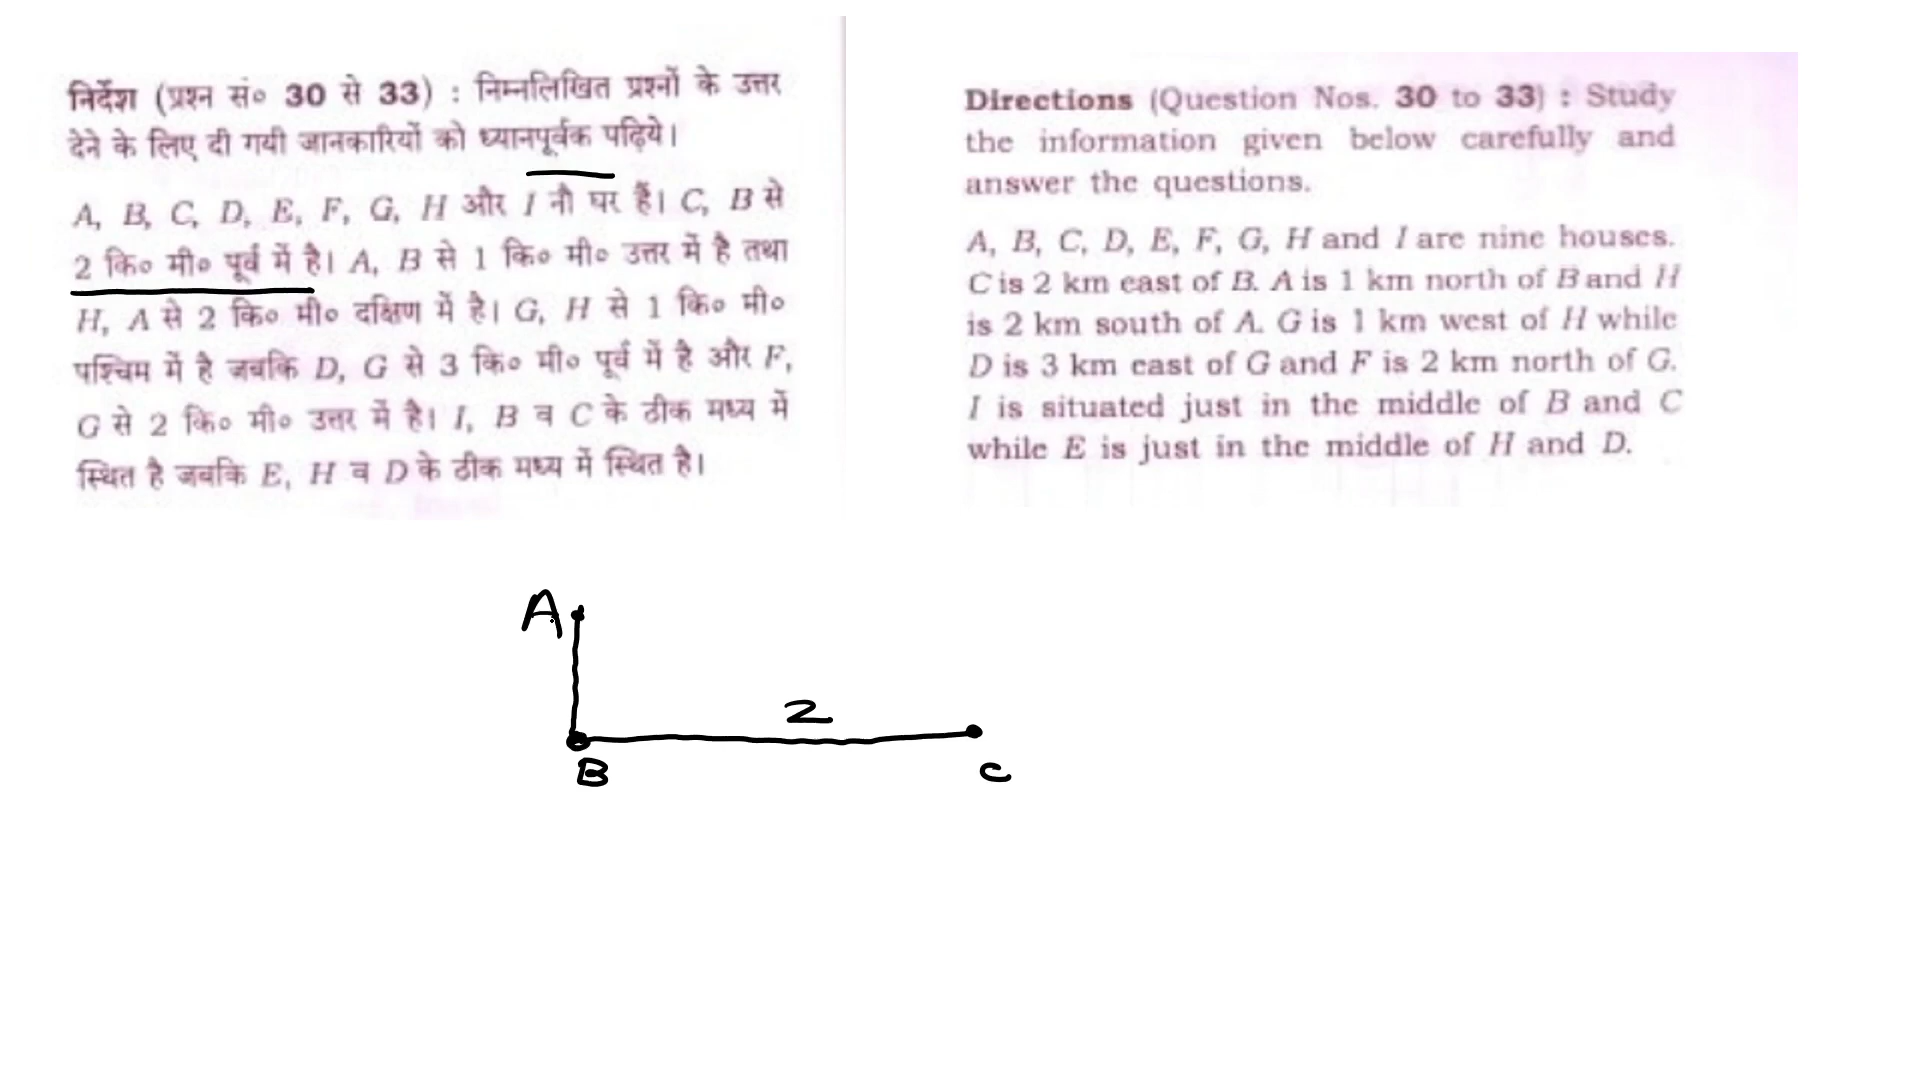 निर्देश (प्रश्न सं० 30 से 33) : निम्नलिखित प्रश्नों के उत्तर
देने के लिए दी गयी जानकारियों को ध्यानपूर्वक पढ़िये।
A, B, C, D, E, F, G, H और I नौ घर हैं। C, B से
2 कि० मी० पूर्व में है। A, B से 1 कि० मी० उत्तर में है तथा
H, A से 2 कि० मी० दक्षिण में है। G, H से 1 कि० मी०
पश्चिम में है जबकि D, G से 3 कि० मी० पूर्व में है और F,
G से 2 कि० मी० उत्तर में है। I, B व C के ठीक मध्य में
स्थित है जबकि E, H व D के ठीक मध्य में स्थित है।
Directions (Question Nos. 30 to 33) : Study
the information given below carefully and
answer the questions.
A, B, C, D, E, F, G, H and I are nine houses.
C is 2 km east of B. A is 1 km north of B and H
is 2 km south of A. G is 1 km west of H while
D is 3 km east of G and F is 2 km north of G.
I is situated just in the middle of B and C
while E is just in the middle of H and D.
A
2
B
C